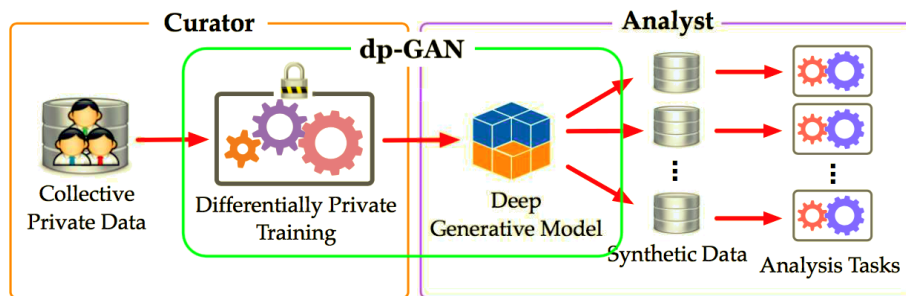 Curator
Analyst
dp-GAN
Collective
Private Data
Differentially Private
Training
Deep
Generative Model
Synthetic Data
Analysis Tasks